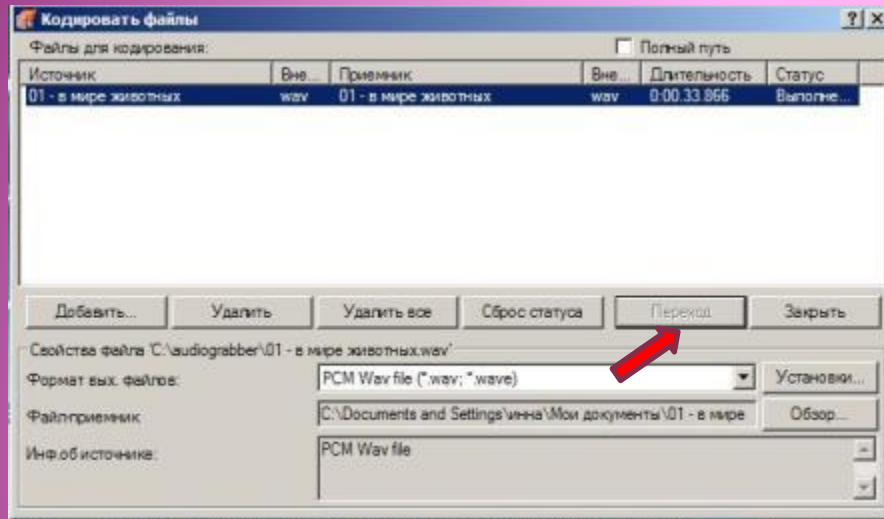 Кодировать файлы
Файлы для кодирования:
Полный путь
Источник Вне... Приемник Вне... Длительность Статус
01 - в мире животных wav 01 - в мире животных wav 0:00.33.866 Выполне...
Добавить... Удалить Удалить все Сброс статуса Переход Закрыть
Свойства файла 'C:\audiograbber\01 - в мире животных.wav'
Формат вых. файлов: PCM Wav file (*.wav; *.wave) Установки...
Файл-приемник C:\Documents and Settings\инна\Мои документы\01 - в мире Обзор...
Инф.об источнике: PCM Wav file